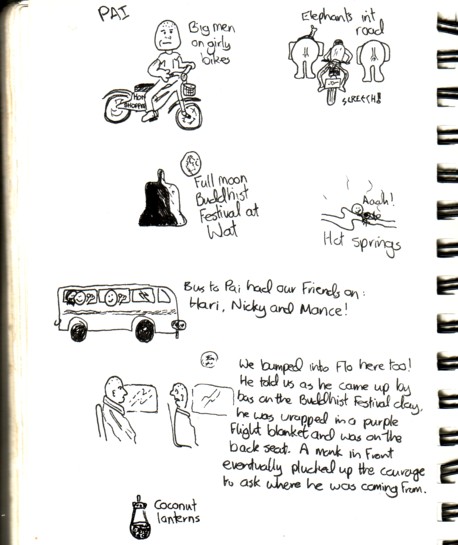 PAI
Big men
on girly
bikes
HOT
CHOPPER
Elephants in't
road
SCREECH!!
Full moon
Buddhist
Festival at
Wat
Aaah!
Hot Springs
Bus to Pai had our Friends on:
Hari, Nicky and Mance!
We bumped into Flo here too!
He told us as he came up by
bus on the Buddhist Festival day,
he was wrapped in a purple
Flight blanket and was on the
back seat. A monk in front
eventually plucked up the courage
to ask where he was coming from.
Coconut
lanterns